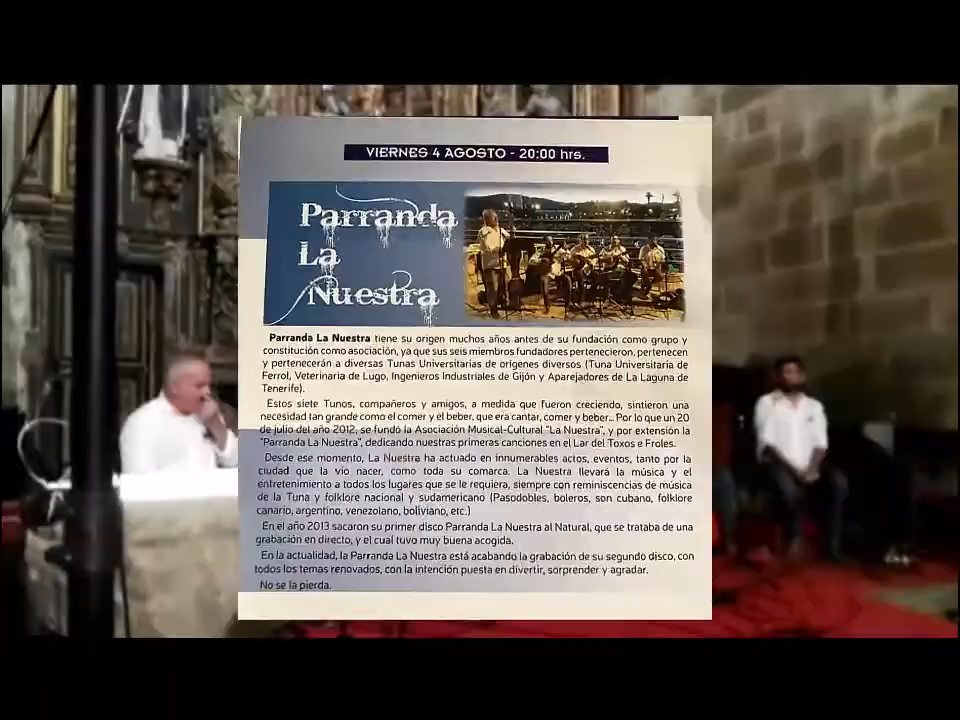 VIERNES 4 AGOSTO - 20:00 hrs.
Parranda
La
Nuestra
Parranda La Nuestra tiene su origen muchos años antes de su fundación como grupo y
constitución como asociación, ya que sus seis miembros fundadores pertenecieron, pertenecen
y pertenecerán a diversas Tunas Universitarias de orígenes diversos (Tuna Universitaria de
Ferrol, Veterinaria de Lugo, Ingenieros Industriales de Gijón y Aparejadores de La Laguna de
Tenerife).
Estos siete Tunos, compañeros y amigos, a medida que fueron creciendo, sintieron una
necesidad tan grande como el comer y el beber, que era cantar, comer y beber... Por lo que un 20
de julio del año 2012, se fundó la Asociación Musical-Cultural "La Nuestra", y por extensión la
"Parranda La Nuestra", dedicando nuestras primeras canciones en el Lar del Toxos e Froles.
Desde ese momento, La Nuestra ha actuado en innumerables actos, eventos, tanto por la
ciudad que la vio nacer, como toda su comarca. La Nuestra llevará la música y el
entretenimiento a todos los lugares que se le requiera, siempre con reminiscencias de música
de la Tuna y folklore nacional y sudamericano (Pasodobles, boleros, son cubano, folklore
canario, argentino, venezolano, boliviano, etc.)
En el año 2013 sacaron su primer disco Parranda La Nuestra al Natural, que se trataba de una
grabación en directo, y el cual tuvo muy buena acogida.
En la actualidad, la Parranda La Nuestra está acabando la grabación de su segundo disco, con
todos los temas renovados, con la intención puesta en divertir, sorprender y agradar.
No se la pierda.